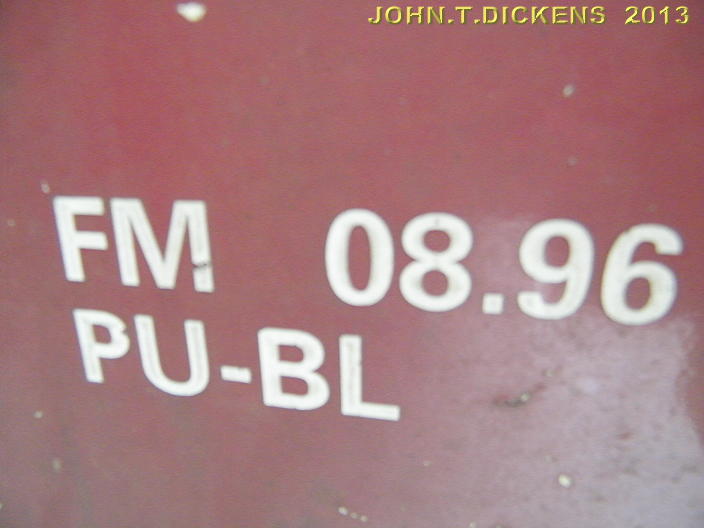 JOHN.T.DICKENS 2013
FM 08.96
PU-BL